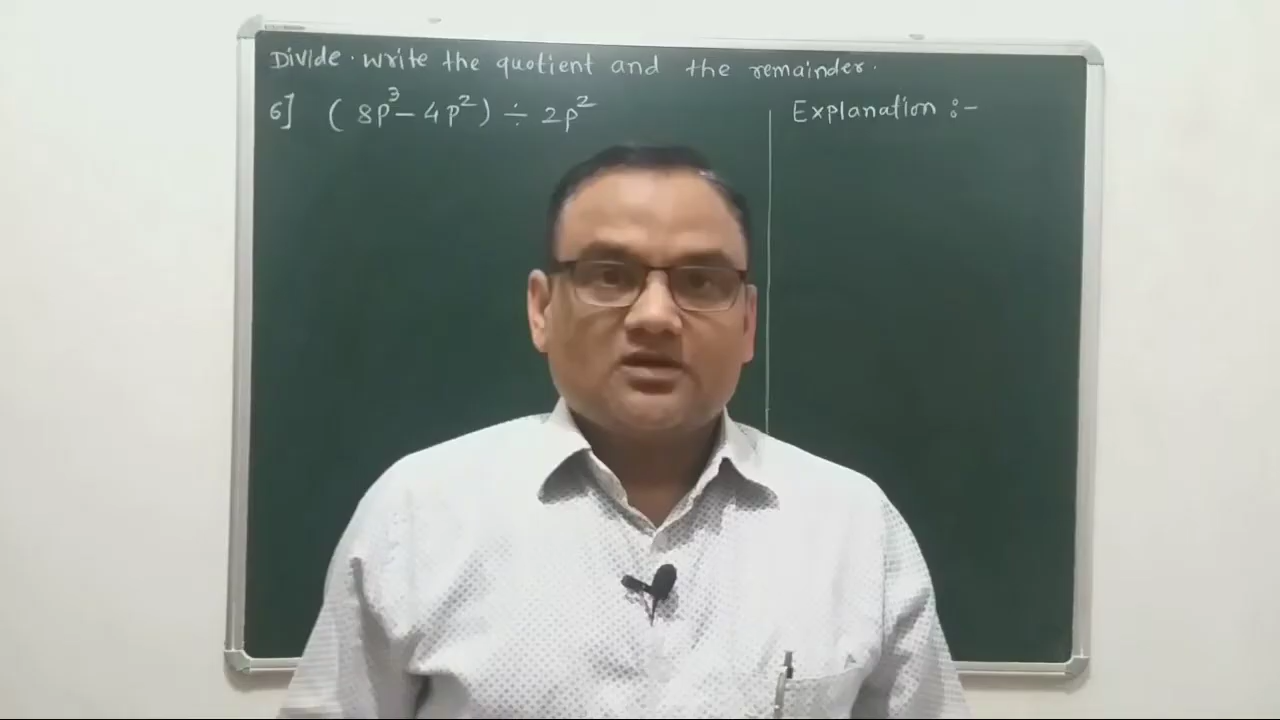 Divide. write the quotient and the remainder.
6] (8p³ - 4p²) ÷ 2p²
Explanation :-